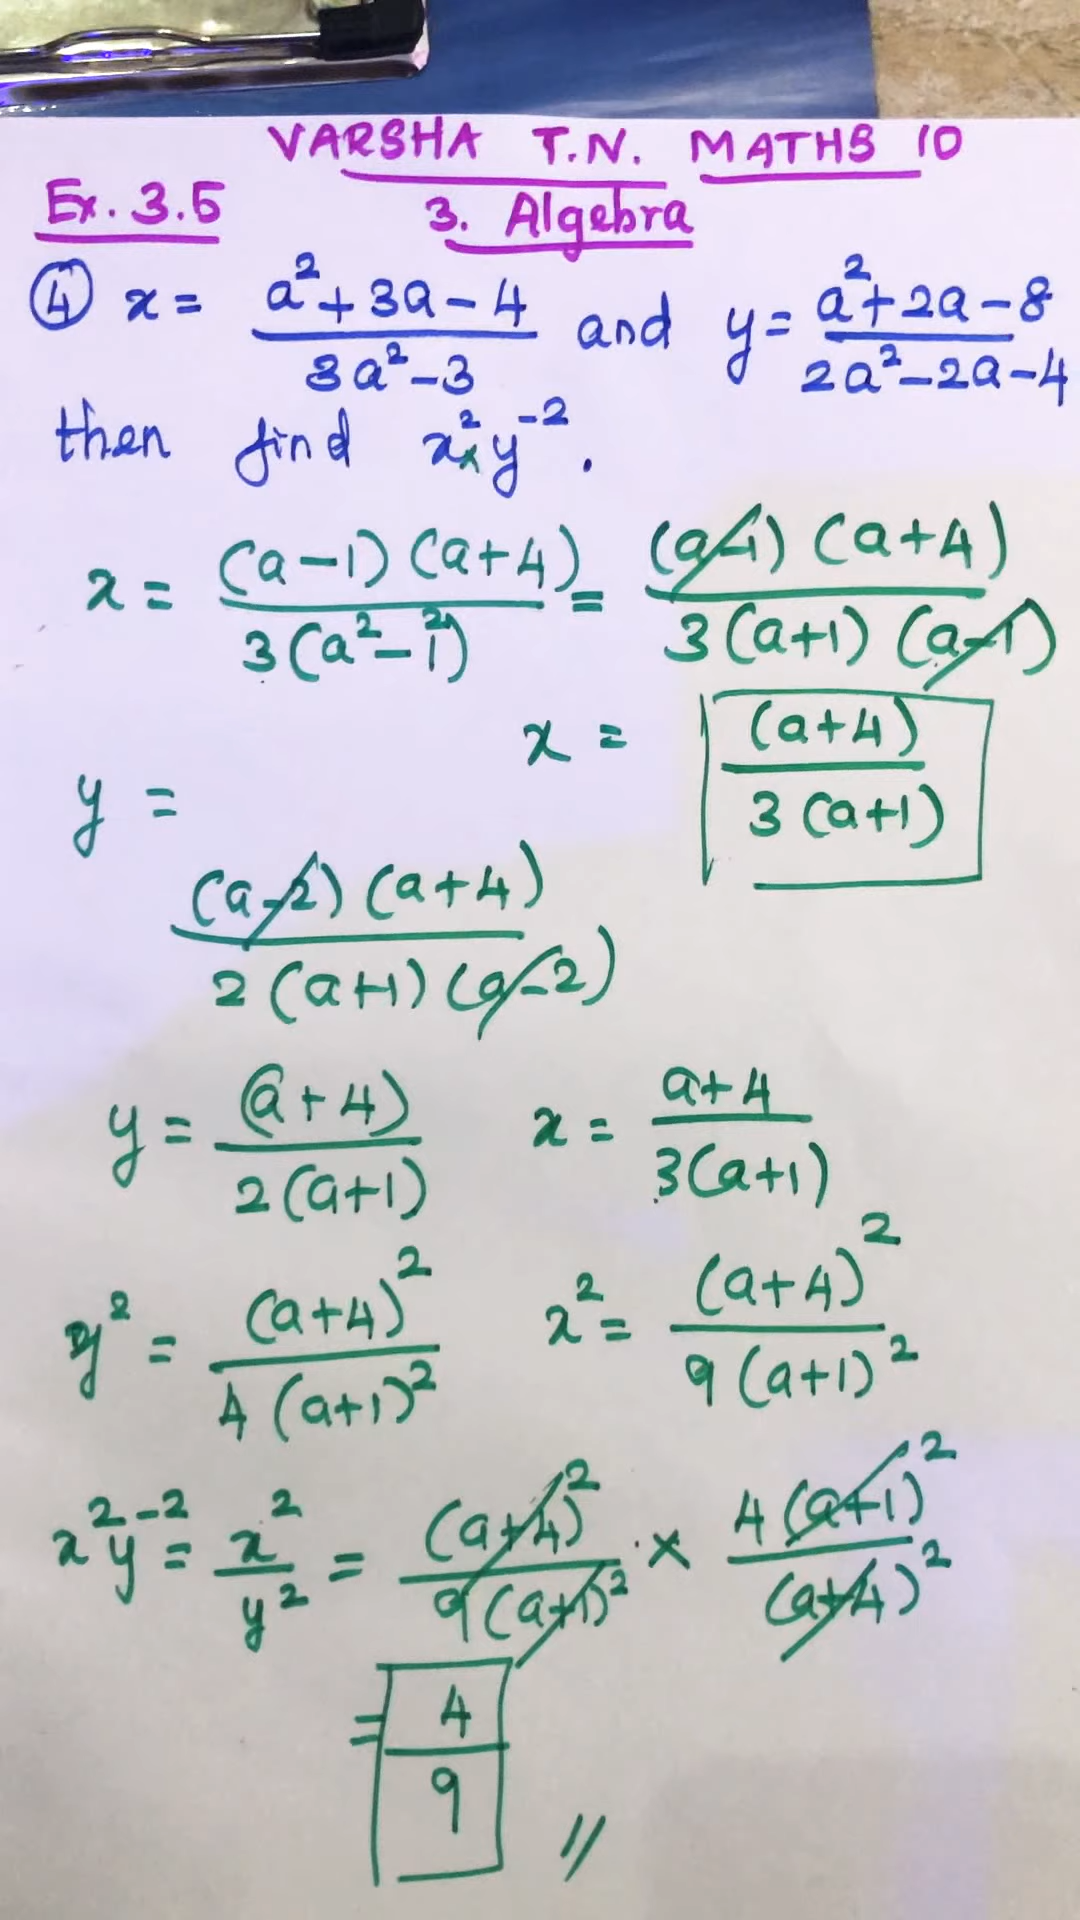 VARSHA T.N. MATHS 10
Ex. 3.5 3. Algebra
④ x = (a² + 3a - 4)/(3a² - 3) and y = (a² + 2a - 8)/(2a² - 2a - 4)
then find x² × y⁻².
x = (a-1)(a+4)/3(a² - 1²) = (a-1)(a+4)/3(a+1)(a-1)
x = (a+4)/3(a+1)
y =
(a-2)(a+4)/2(a+1)(a-2)
y = (a+4)/2(a+1) x = a+4/3(a+1)
y² = (a+4)²/4(a+1)² x² = (a+4)²/9(a+1)²
x²y⁻² = x²/y² = (a+4)²/9(a+1)² × 4(a+1)²/(a+4)²
= 4/9 //